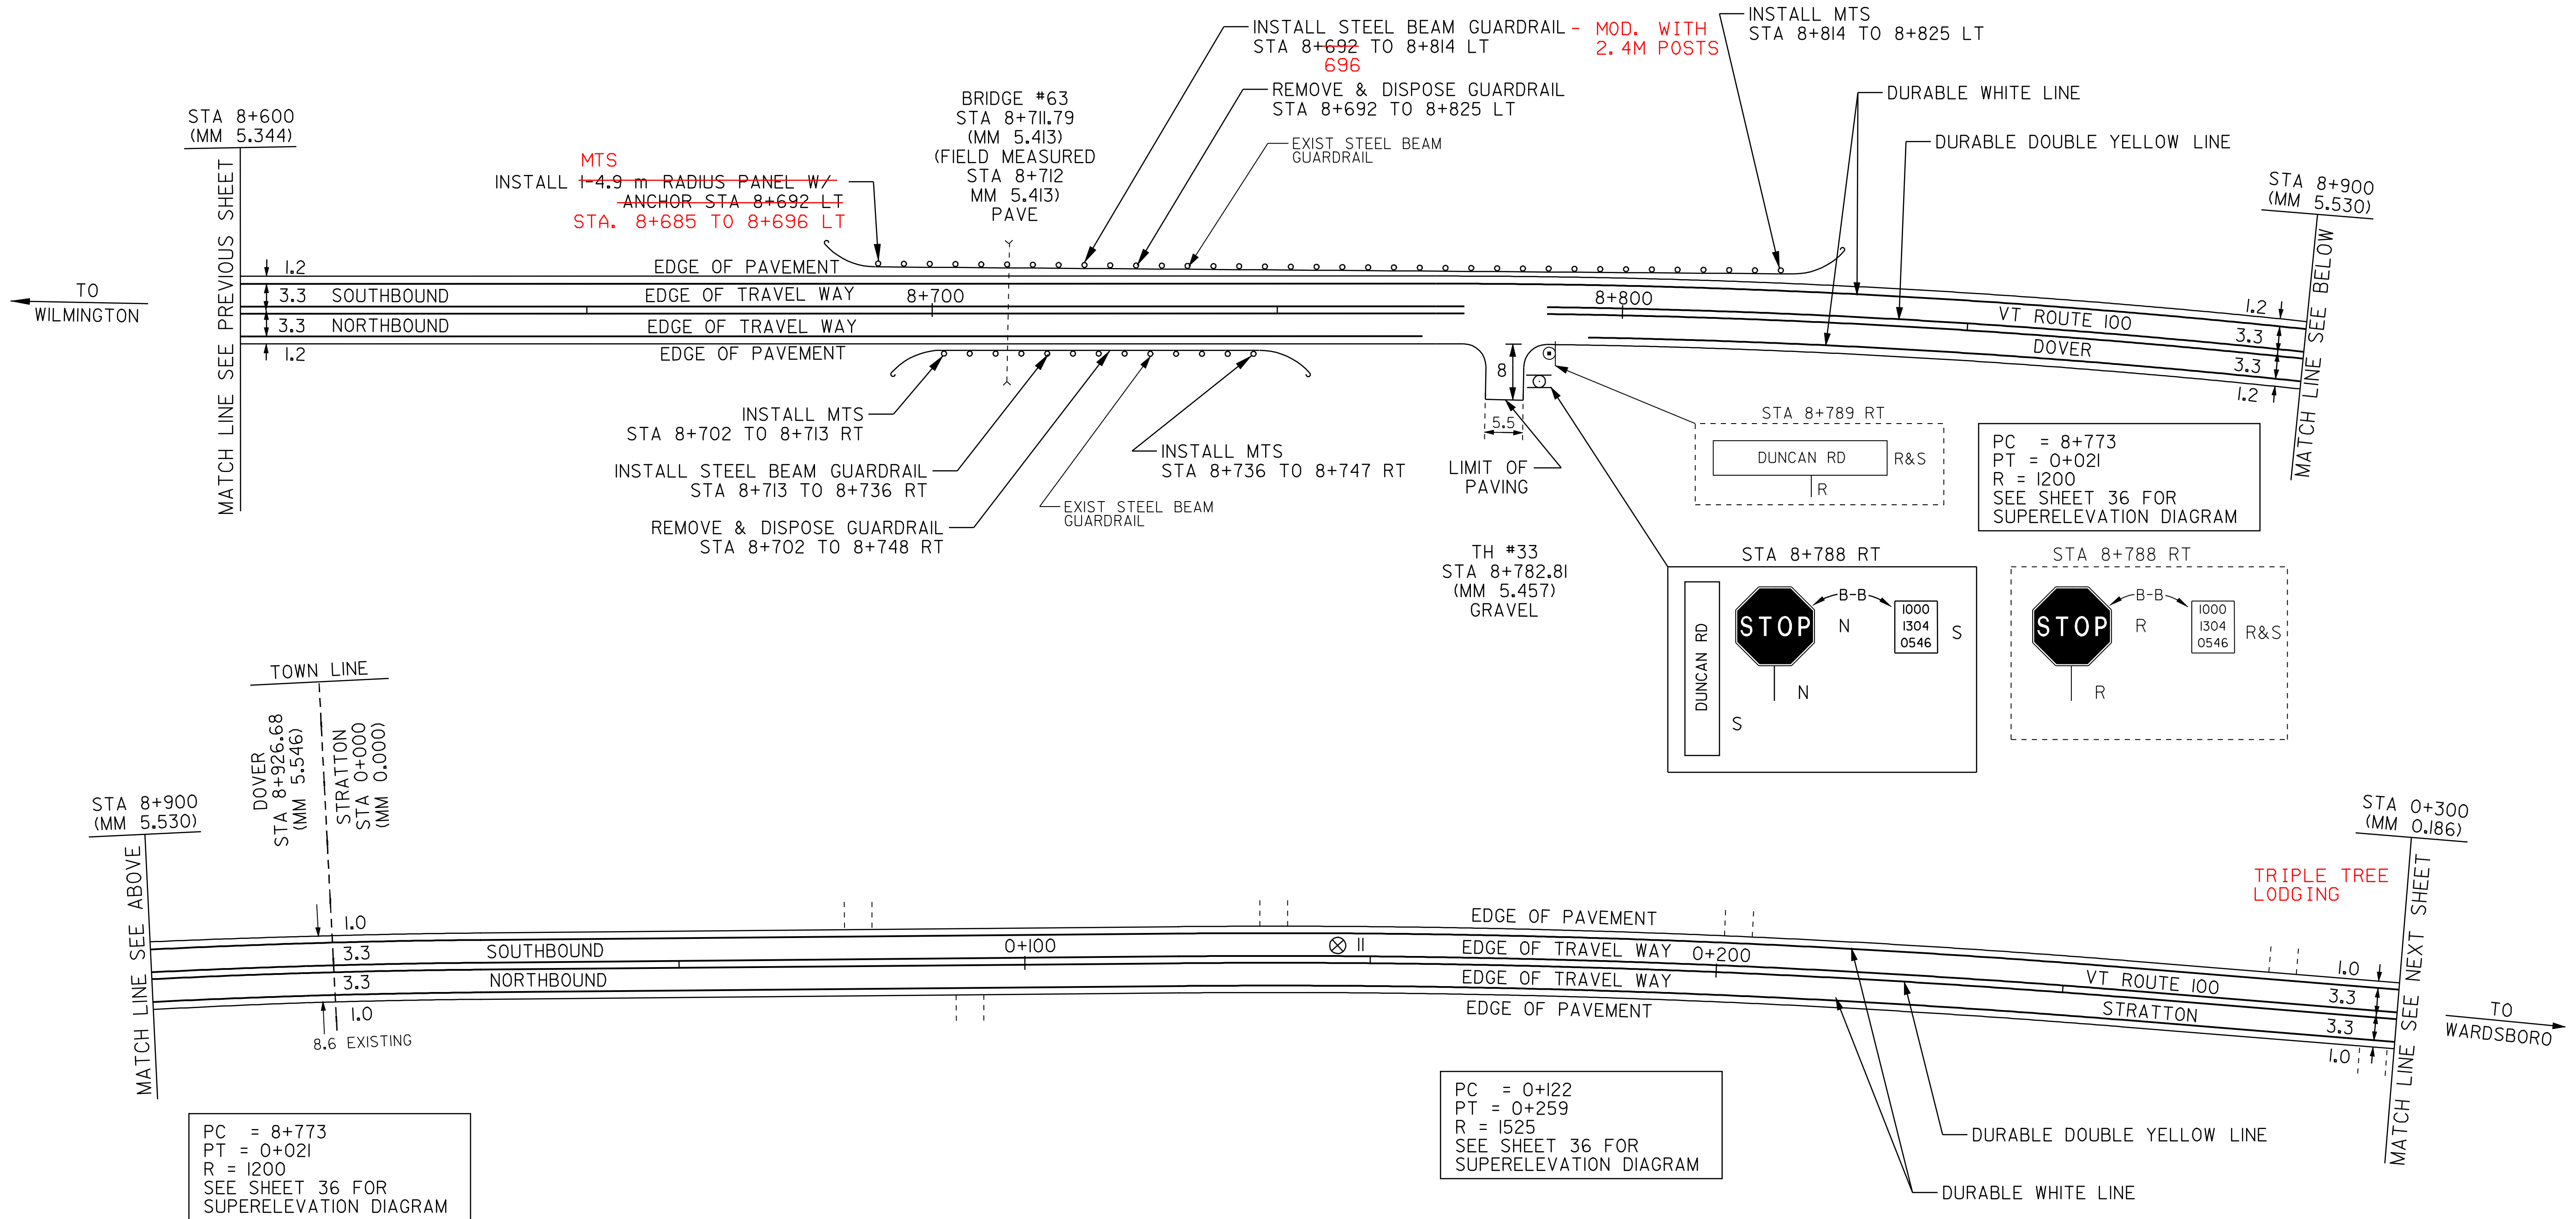 INSTALL STEEL BEAM GUARDRAIL - MOD. WITH
STA 8+692 TO 8+814 LT 2.4M POSTS
696
INSTALL MTS
STA 8+814 TO 8+825 LT
REMOVE & DISPOSE GUARDRAIL
STA 8+692 TO 8+825 LT
EXIST STEEL BEAM
GUARDRAIL
DURABLE WHITE LINE
DURABLE DOUBLE YELLOW LINE
STA 8+600
(MM 5.344)
BRIDGE #63
STA 8+711.79
(MM 5.413)
(FIELD MEASURED
STA 8+712
MM 5.413)
PAVE
MTS
INSTALL 1-4.9 m RADIUS PANEL W/
ANCHOR STA 8+692 LT
STA. 8+685 TO 8+696 LT
STA 8+900
(MM 5.530)
MATCH LINE SEE PREVIOUS SHEET
MATCH LINE SEE BELOW
TO
WILMINGTON
1.2
3.3 SOUTHBOUND
3.3 NORTHBOUND
1.2
EDGE OF PAVEMENT
EDGE OF TRAVEL WAY
8+700
EDGE OF TRAVEL WAY
EDGE OF PAVEMENT
8+800
VT ROUTE 100
DOVER
1.2
3.3
3.3
1.2
8
5.5
INSTALL MTS
STA 8+702 TO 8+713 RT
INSTALL STEEL BEAM GUARDRAIL
STA 8+713 TO 8+736 RT
REMOVE & DISPOSE GUARDRAIL
STA 8+702 TO 8+748 RT
EXIST STEEL BEAM
GUARDRAIL
INSTALL MTS
STA 8+736 TO 8+747 RT
LIMIT OF
PAVING
TH #33
STA 8+782.81
(MM 5.457)
GRAVEL
STA 8+789 RT
DUNCAN RD
R&S
R
PC = 8+773
PT = 0+021
R = 1200
SEE SHEET 36 FOR
SUPERELEVATION DIAGRAM
STA 8+788 RT
DUNCAN RD
S
STOP
N
B-B
1000
1304
0546
S
N
STA 8+788 RT
STOP
R
B-B
1000
1304
0546
R&S
R
TOWN LINE
DOVER
STA 8+926.68
(MM 5.546)
STRATTON
STA 0+000
(MM 0.000)
STA 8+900
(MM 5.530)
MATCH LINE SEE ABOVE
1.0
3.3
3.3
1.0
8.6 EXISTING
SOUTHBOUND
NORTHBOUND
0+100
11
EDGE OF PAVEMENT
EDGE OF TRAVEL WAY
0+200
EDGE OF TRAVEL WAY
EDGE OF PAVEMENT
VT ROUTE 100
STRATTON
TRIPLE TREE
LODGING
1.0
3.3
3.3
1.0
STA 0+300
(MM 0.186)
MATCH LINE SEE NEXT SHEET
TO
WARDSBORO
PC = 8+773
PT = 0+021
R = 1200
SEE SHEET 36 FOR
SUPERELEVATION DIAGRAM
PC = 0+122
PT = 0+259
R = 1525
SEE SHEET 36 FOR
SUPERELEVATION DIAGRAM
DURABLE DOUBLE YELLOW LINE
DURABLE WHITE LINE